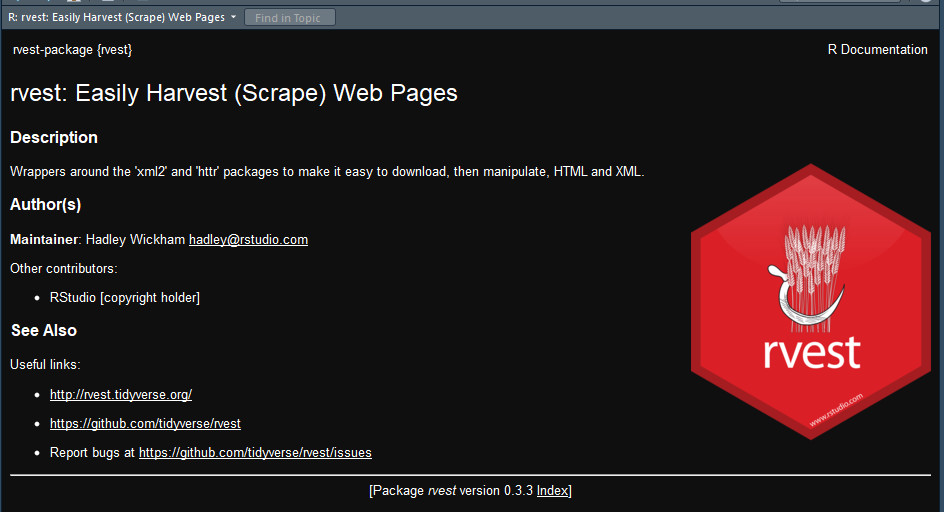 R: rvest: Easily Harvest (Scrape) Web Pages
Find in Topic
rvest-package {rvest}
R Documentation
rvest: Easily Harvest (Scrape) Web Pages
Description
Wrappers around the 'xml2' and 'httr' packages to make it easy to download, then manipulate, HTML and XML.
Author(s)
Maintainer: Hadley Wickham hadley@rstudio.com
Other contributors:
• RStudio [copyright holder]
See Also
Useful links:
• http://rvest.tidyverse.org/
• https://github.com/tidyverse/rvest
• Report bugs at https://github.com/tidyverse/rvest/issues
rvest
www.rstudio.com
[Package rvest version 0.3.3 Index]